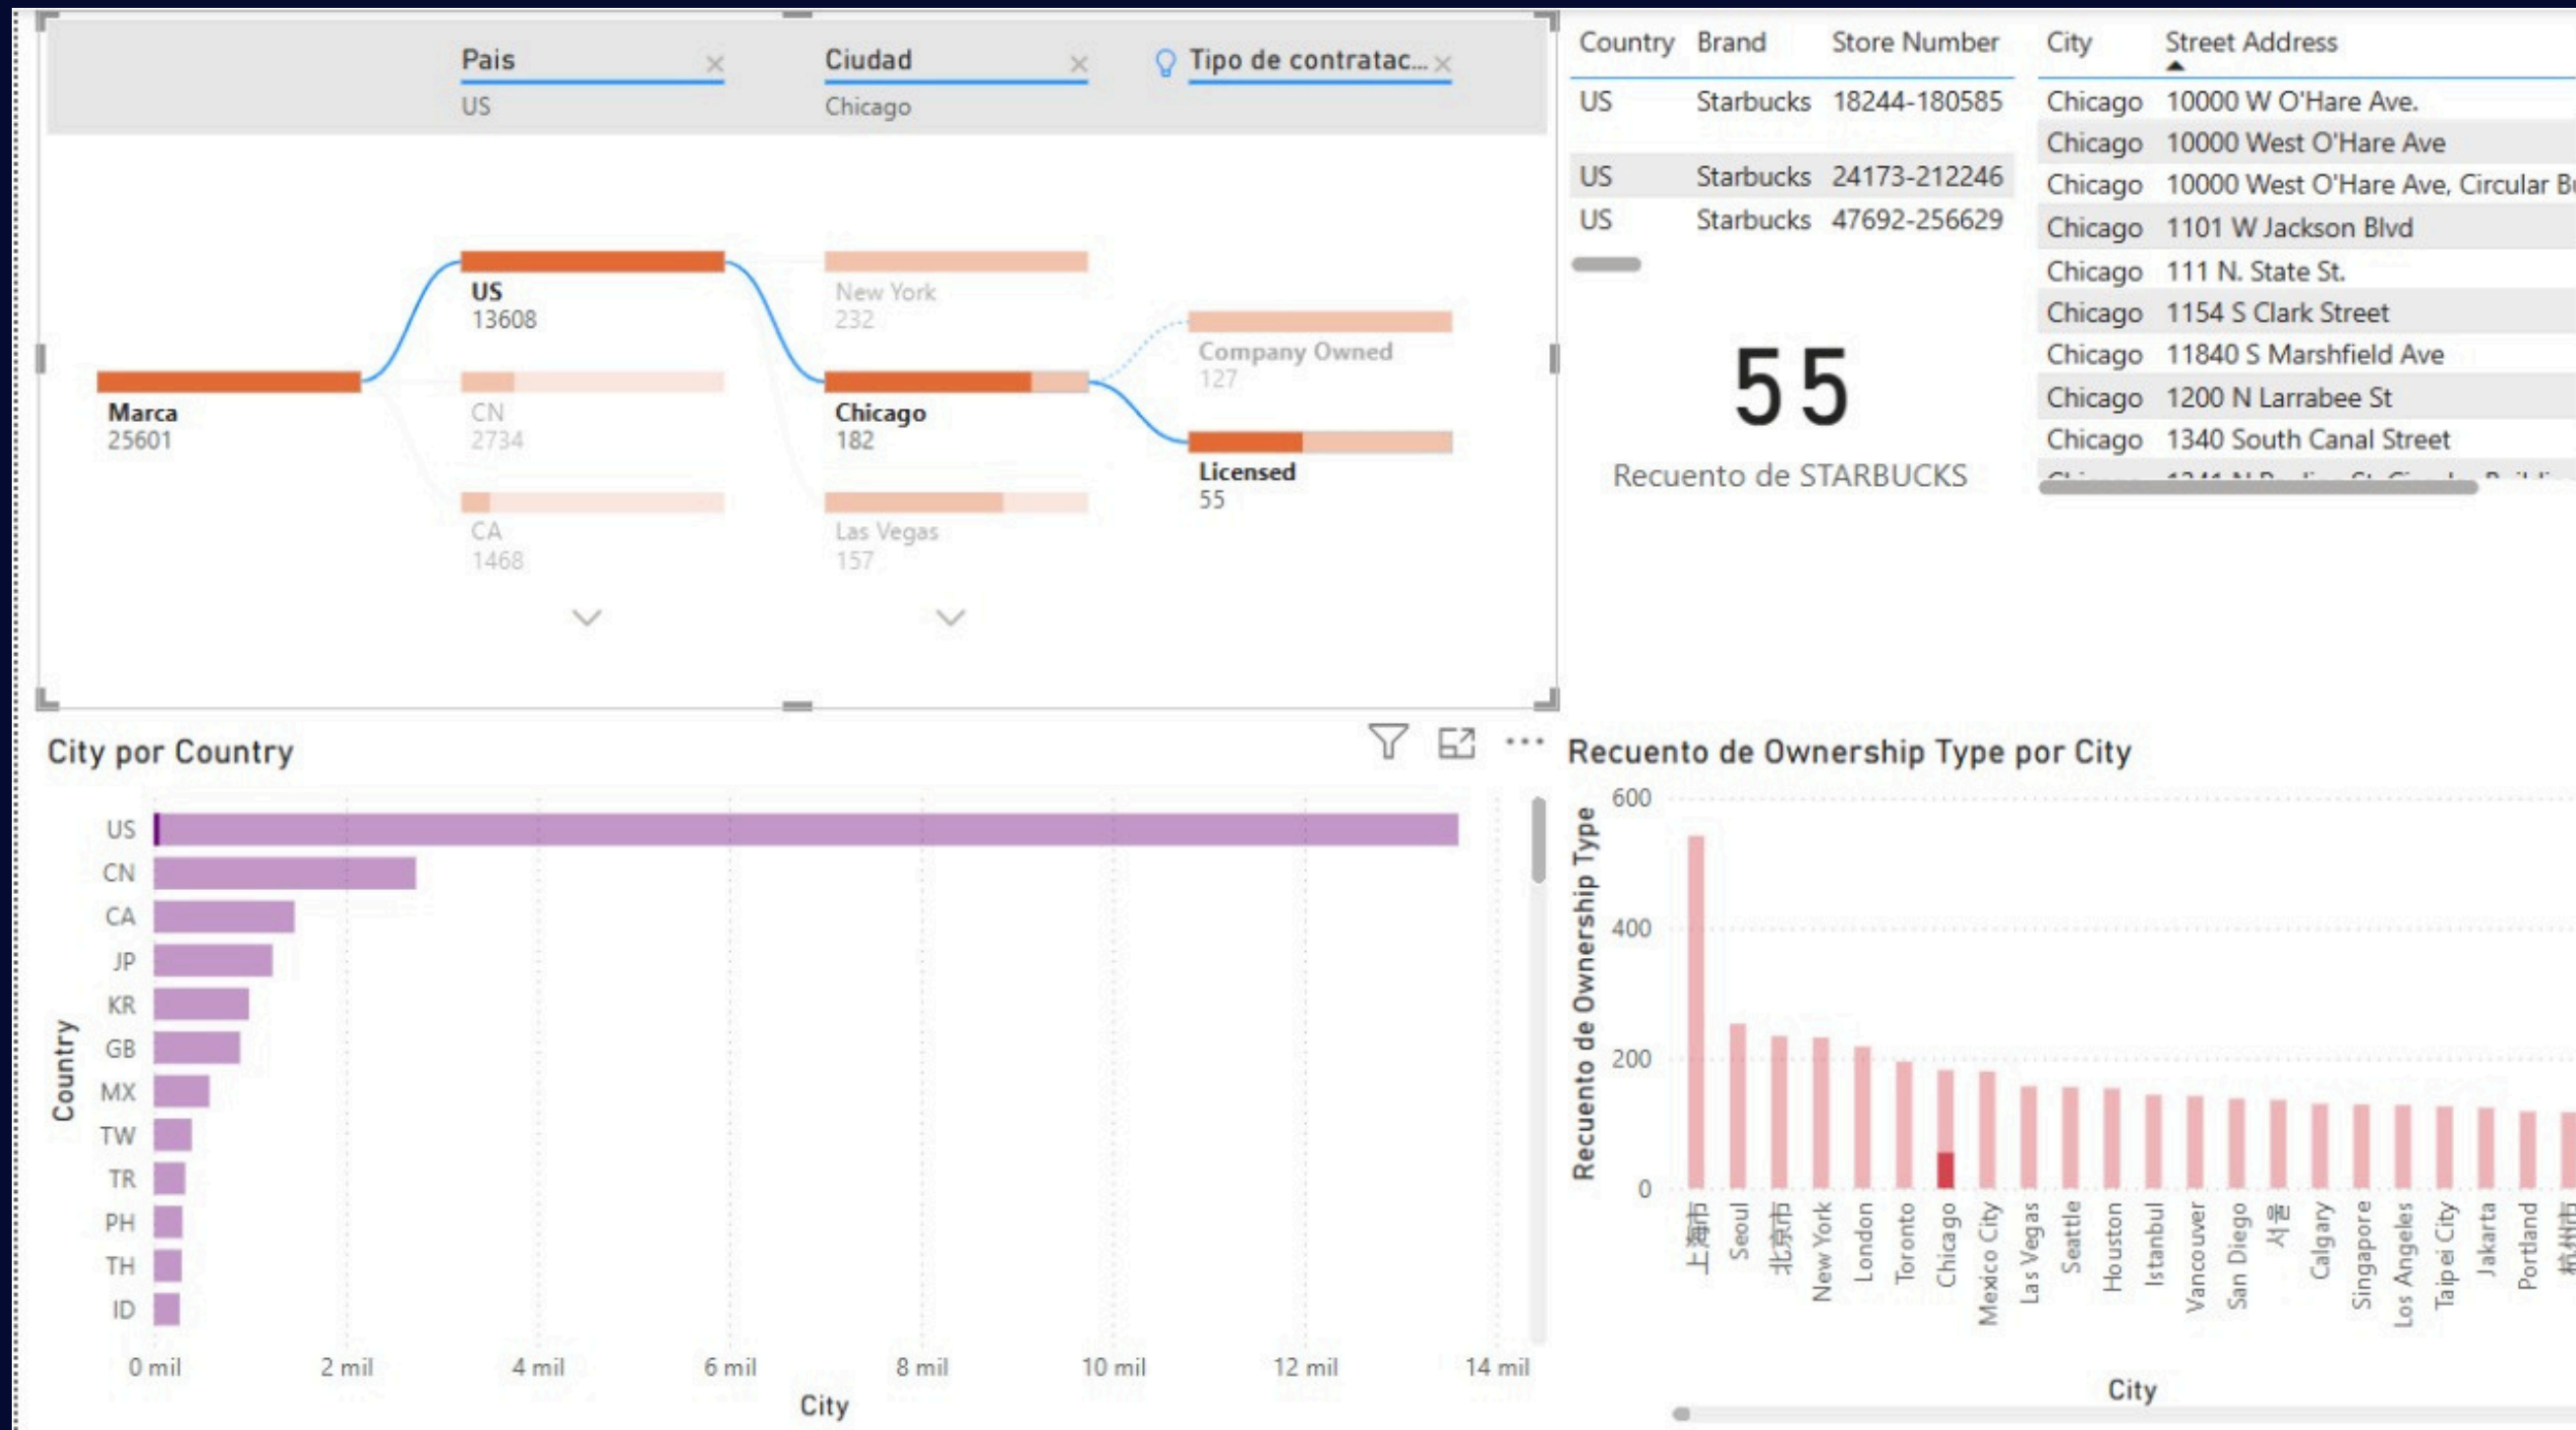 Pais
US
Ciudad
Chicago
Tipo de contratac...
Marca
25601
US
13608
CN
2734
CA
1468
New York
232
Chicago
182
Las Vegas
157
Company Owned
127
Licensed
55
Country Brand Store Number
US Starbucks 18244-180585
US Starbucks 24173-212246
US Starbucks 47692-256629
55
Recuento de STARBUCKS
City Street Address
Chicago 10000 W O'Hare Ave.
Chicago 10000 West O'Hare Ave
Chicago 10000 West O'Hare Ave, Circular
Chicago 1101 W Jackson Blvd
Chicago 111 N. State St.
Chicago 1154 S Clark Street
Chicago 11840 S Marshfield Ave
Chicago 1200 N Larrabee St
Chicago 1340 South Canal Street
City por Country
Country
US
CN
CA
JP
KR
GB
MX
TW
TR
PH
TH
ID
0 mil 2 mil 4 mil 6 mil 8 mil 10 mil 12 mil 14 mil
City
Recuento de Ownership Type por City
Recuento de Ownership Type
600
400
200
0
上海市
Seoul
北京市
New York
London
Toronto
Chicago
Mexico City
Las Vegas
Seattle
Houston
Istanbul
Vancouver
San Diego
서울
Calgary
Singapore
Los Angeles
Taipei City
Jakarta
Portland
杭州市
City